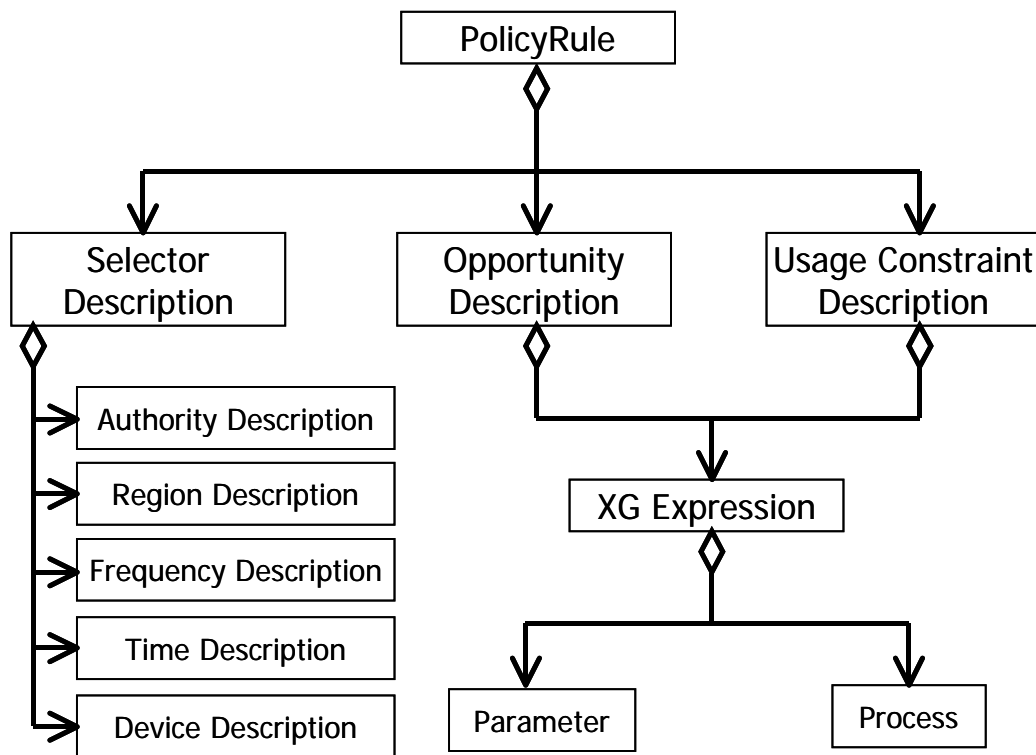 PolicyRule
Selector
Description
Opportunity
Description
Usage Constraint
Description
Authority Description
Region Description
Frequency Description
Time Description
Device Description
XG Expression
Parameter
Process